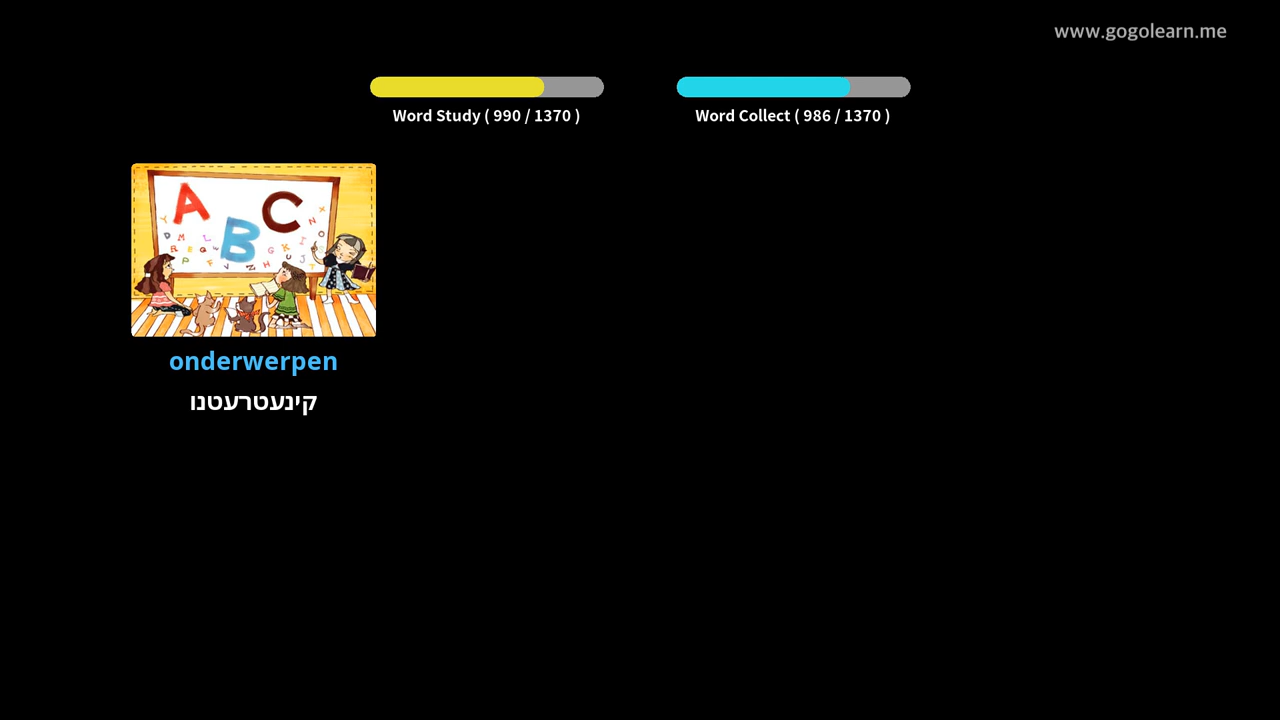 www.gogolearn.me
Word Study ( 990 / 1370 )
Word Collect ( 986 / 1370 )
A B C
onderwerpen
קינעטרעטנו